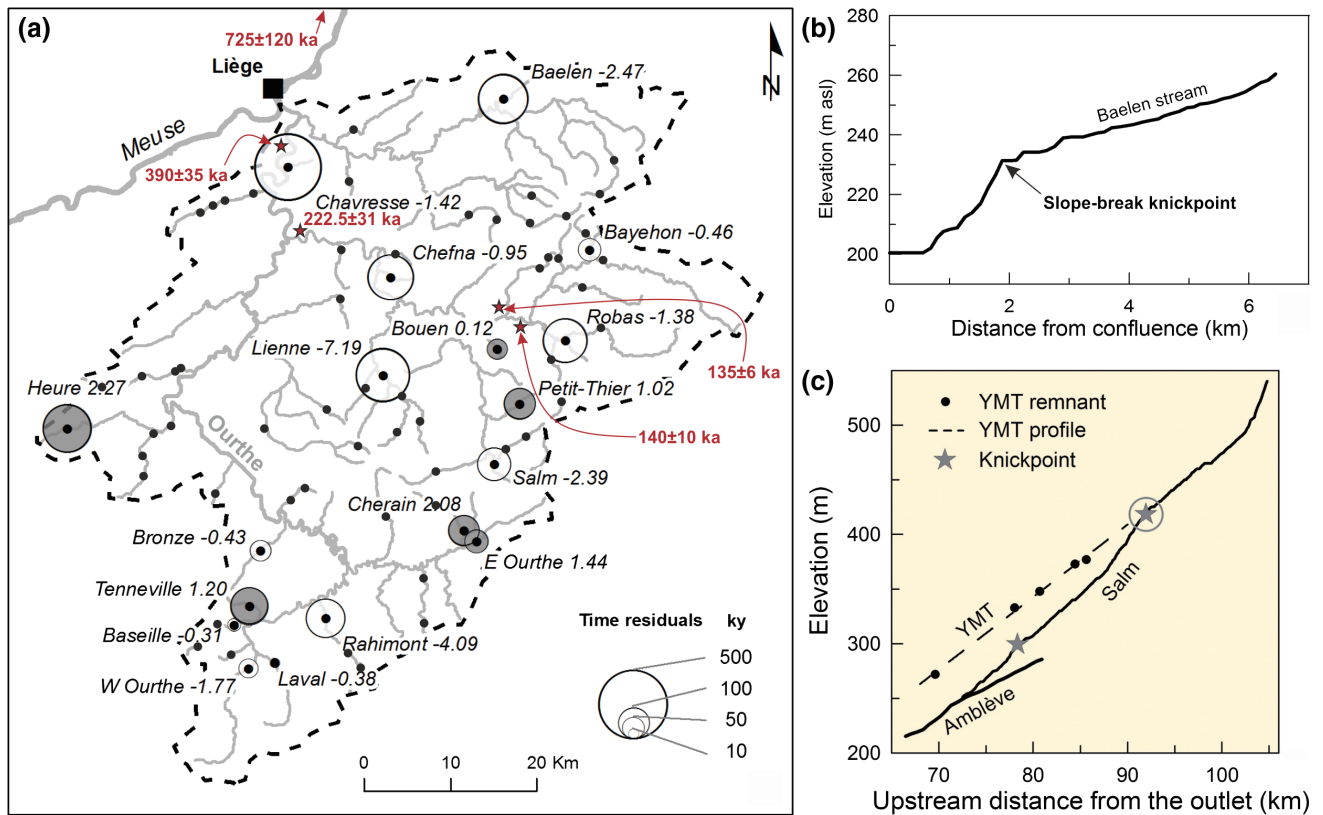 (a)
725±120 ka
Liège
N
Baelen -2.47
Meuse
390±35 ka
Chavresse -1.42
222.5±31 ka
Bayehon -0.46
Chefna -0.95
Bouen 0.12
Robas -1.38
Lienne -7.19
135±6 ka
Heure 2.27
Petit-Thier 1.02
140±10 ka
Ourthe
Salm -2.39
Cherain 2.08
Bronze -0.43
E Ourthe 1.44
Tenneville 1.20
Baseille -0.31
Rahimont -4.09
W Ourthe -1.77
Laval -0.38
Time residuals ky
500
100
50
10
0 10 20 Km
(b)
280
260
240
220
200
Elevation (m asl)
Baelen stream
Slope-break knickpoint
0 2 4 6
Distance from confluence (km)
(c)
YMT remnant
YMT profile
Knickpoint
500
400
300
200
Elevation (m)
YMT
Salm
Amblève
70 80 90 100
Upstream distance from the outlet (km)